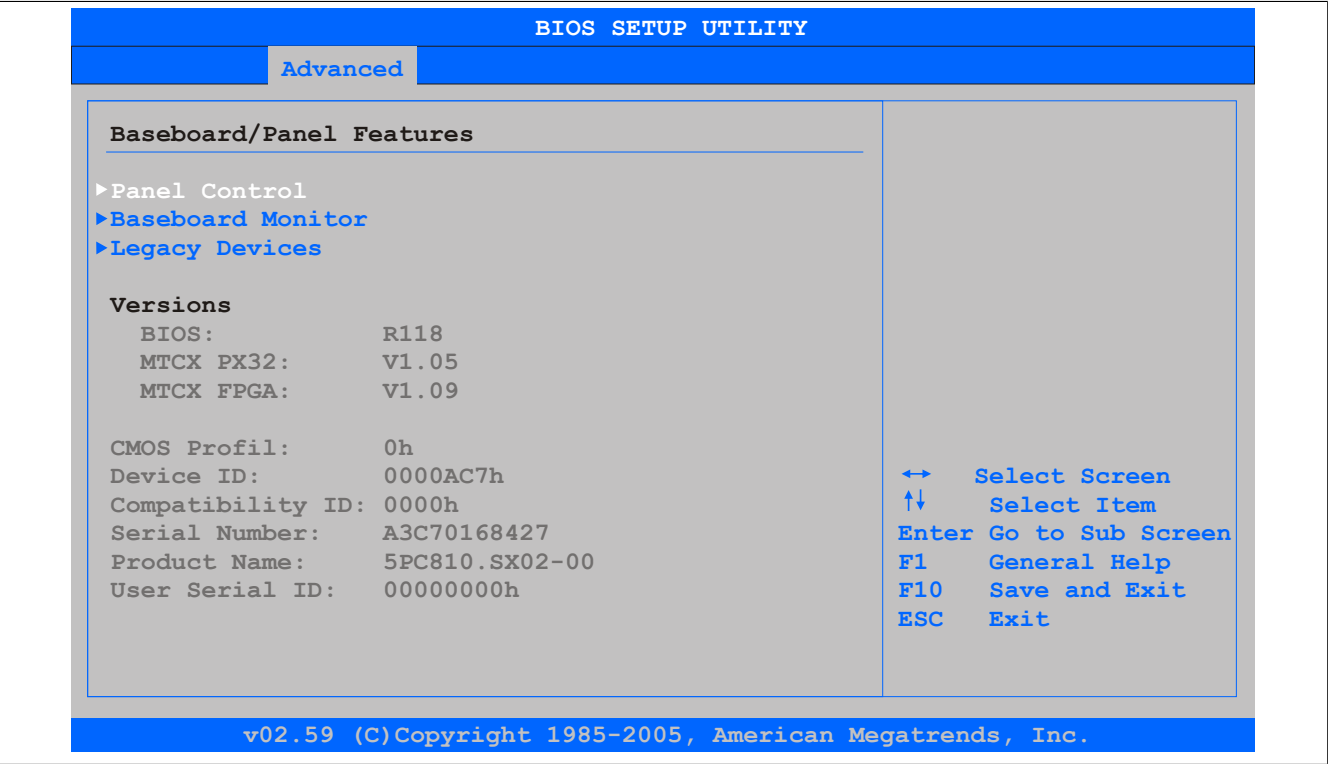 BIOS SETUP UTILITY
Advanced
Baseboard/Panel Features
Panel Control
Baseboard Monitor
Legacy Devices
Versions
BIOS: R118
MTCX PX32: V1.05
MTCX FPGA: V1.09
CMOS Profil: 0h
Device ID: 0000AC7h
Compatibility ID: 0000h
Serial Number: A3C70168427
Product Name: 5PC810.SX02-00
User Serial ID: 00000000h
↔ Select Screen
↑↓ Select Item
Enter Go to Sub Screen
F1 General Help
F10 Save and Exit
ESC Exit
v02.59 (C)Copyright 1985-2005, American Megatrends, Inc.